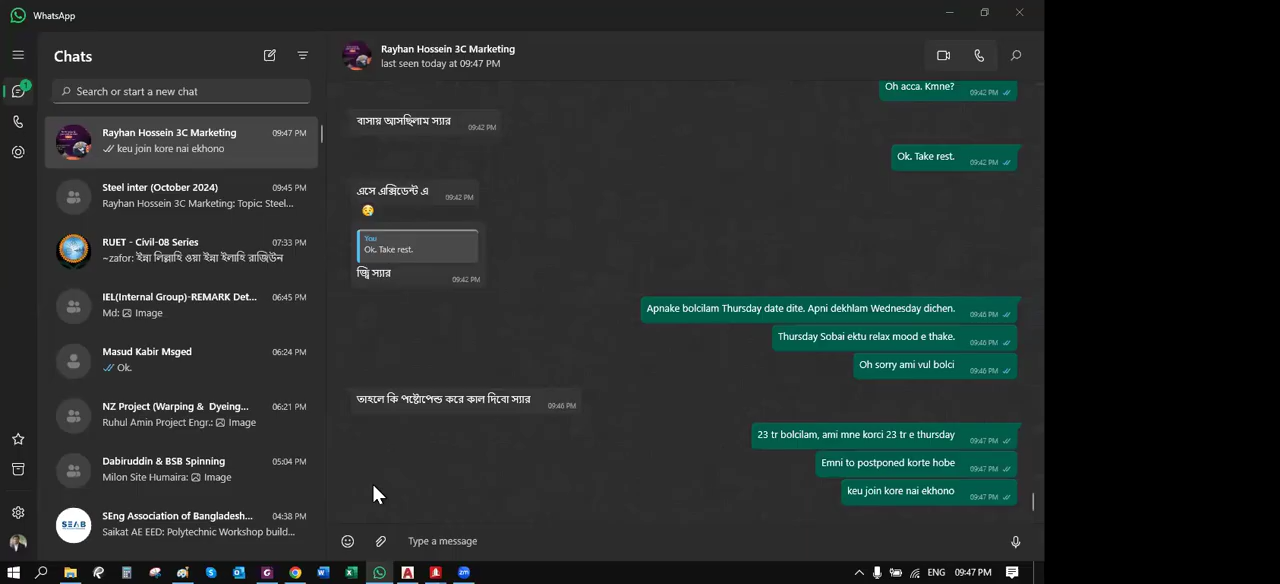 WhatsApp
Chats
Search or start a new chat
Rayhan Hossein 3C Marketing 09:47 PM
keu join kore nai ekhono
Steel inter (October 2024) 09:45 PM
Rayhan Hossein 3C Marketing: Topic: Steel...
RUET - Civil-08 Series 07:33 PM
~zafor: ইন্না লিল্লাহি ওয়া ইন্না ইলাহি রাজিউন
IEL(Internal Group)-REMARK Det... 06:45 PM
Md: Image
Masud Kabir Msged 06:24 PM
Ok.
NZ Project (Warping & Dyeing... 06:21 PM
Ruhul Amin Project Engr.: Image
Dabiruddin & BSB Spinning 05:04 PM
Milon Site Humaira: Image
SEAB
SEng Association of Bangladesh... 04:38 PM
Saikat AE EED: Polytechnic Workshop build...
Rayhan Hossein 3C Marketing
last seen today at 09:47 PM
Oh acca. Kmne? 09:42 PM
বাসায় আসছিলাম স্যার 09:42 PM
Ok. Take rest. 09:42 PM
এসে এক্সিডেন্ট এ 09:42 PM
You
Ok. Take rest.
জ্বি স্যার 09:42 PM
Apnake bolcilam Thursday date dite. Apni dekhlam Wednesday dichen. 09:46 PM
Thursday Sobai ektu relax mood e thake. 09:46 PM
Oh sorry ami vul bolci 09:46 PM
তাহলে কি পষ্টোপেন্ড করে কাল দিবো স্যার 09:46 PM
23 tr bolcilam, ami mne korci 23 tr e thursday 09:47 PM
Emni to postponed korte hobe 09:47 PM
keu join kore nai ekhono 09:47 PM
Type a message
ENG 09:47 PM